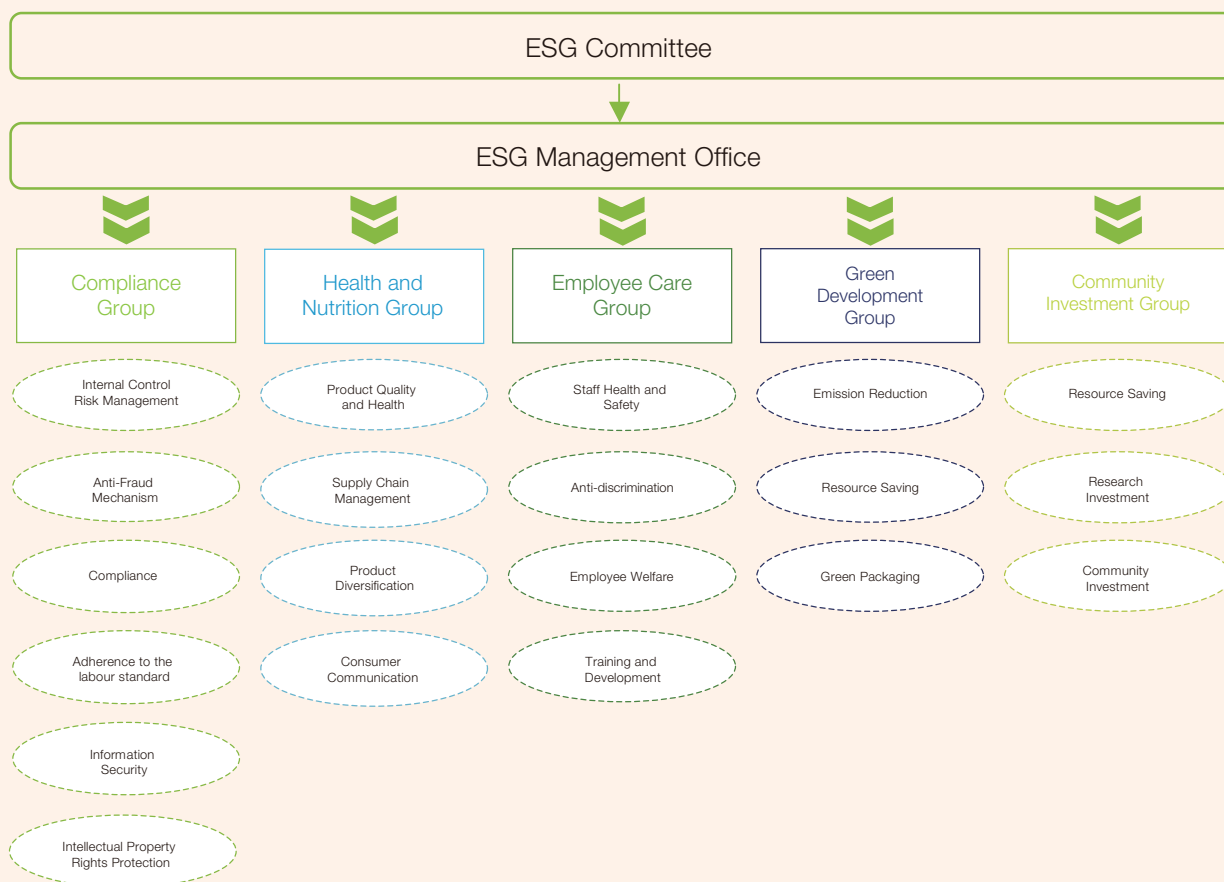 ESG Committee
ESG Management Office
Compliance
Group
Health and
Nutrition Group
Employee Care
Group
Green
Development
Group
Community
Investment Group
Internal Control
Risk Management
Product Quality
and Health
Staff Health and
Safety
Emission Reduction
Resource Saving
Anti-Fraud
Mechanism
Supply Chain
Management
Anti-discrimination
Resource Saving
Research
Investment
Compliance
Product
Diversification
Employee Welfare
Green Packaging
Community
Investment
Adherence to the
labour standard
Consumer
Communication
Training and
Development
Information
Security
Intellectual Property
Rights Protection